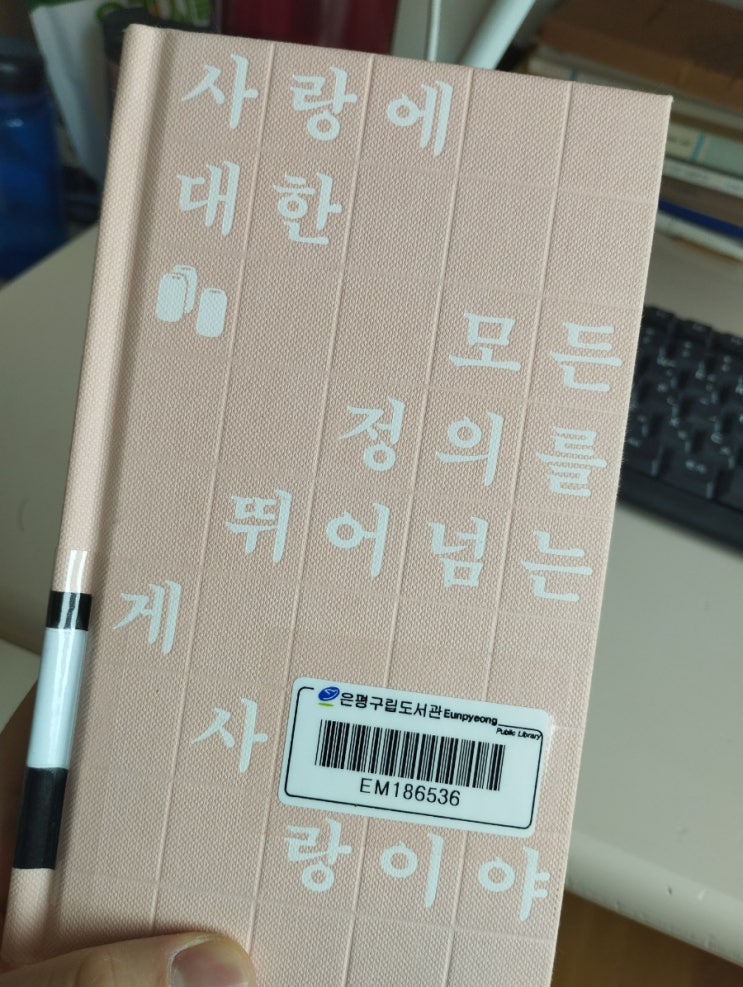 사랑에
대한
모든
정의를
뛰어넘는
게
은평구립도서관 Eunpyeong
Public Library
사
EM186536
랑이야